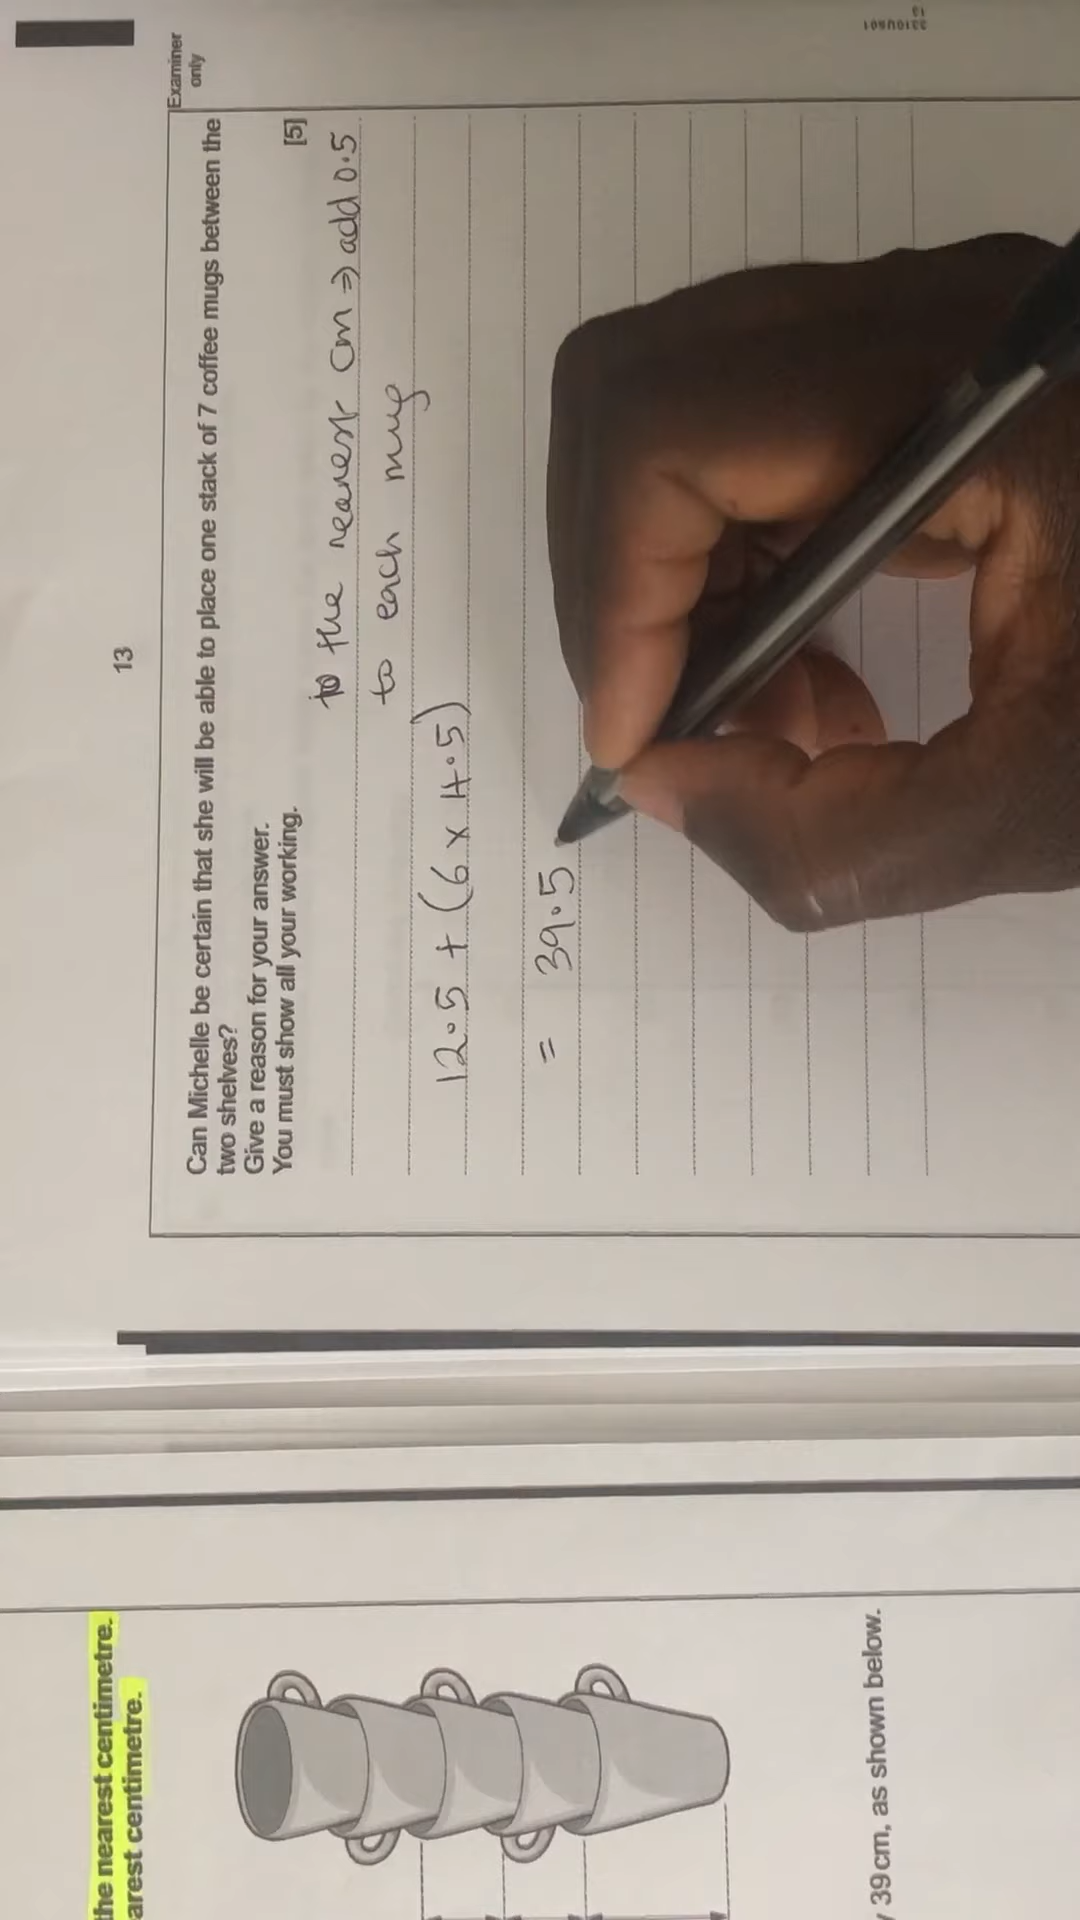 13
Examiner
only
Can Michelle be certain that she will be able to place one stack of 7 coffee mugs between the
two shelves?
Give a reason for your answer.
You must show all your working.
[5]
to the nearest cm ⇒ add 0.5
to each mug
12.5 + (6 x 4.5)
= 39.5
the nearest centimetre.
arest centimetre.
39 cm, as shown below.